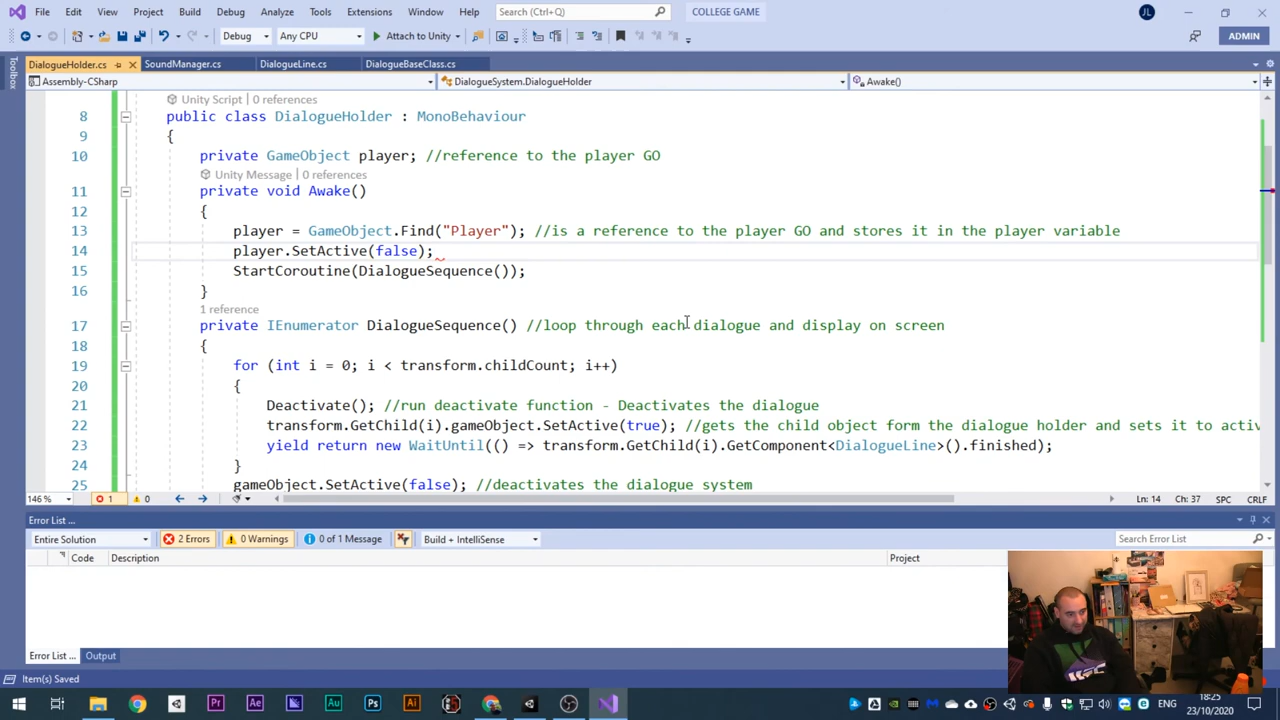 File Edit View Project Build Debug Analyze Tools Extensions Window Help Search (Ctrl+Q) COLLEGE GAME JL
Debug Any CPU Attach to Unity ADMIN
Toolbox
DialogueHolder.cs SoundManager.cs DialogueLine.cs DialogueBaseClass.cs
Assembly-CSharp DialogueSystem.DialogueHolder Awake()
Unity Script | 0 references
8 public class DialogueHolder : MonoBehaviour
9 {
10 private GameObject player; //reference to the player GO
Unity Message | 0 references
11 private void Awake()
12 {
13 player = GameObject.Find("Player"); //is a reference to the player GO and stores it in the player variable
14 player.SetActive(false);
15 StartCoroutine(DialogueSequence());
16 }
1 reference
17 private IEnumerator DialogueSequence() //loop through each dialogue and display on screen
18 {
19 for (int i = 0; i < transform.childCount; i++)
20 {
21 Deactivate(); //run deactivate function - Deactivates the dialogue
22 transform.GetChild(i).gameObject.SetActive(true); //gets the child object form the dialogue holder and sets it to activ
23 yield return new WaitUntil(() => transform.GetChild(i).GetComponent<DialogueLine>().finished);
24 }
25 gameObject.SetActive(false); //deactivates the dialogue system
146 % 1 0 Ln: 14 Ch: 37 SPC CRLF
Error List ...
Entire Solution 2 Errors 0 Warnings 0 of 1 Message Build + IntelliSense Search Error List
Code Description Project
Error List ... Output
Item(s) Saved
Pr Ae Au Ps Ai ENG 18:25
23/10/2020